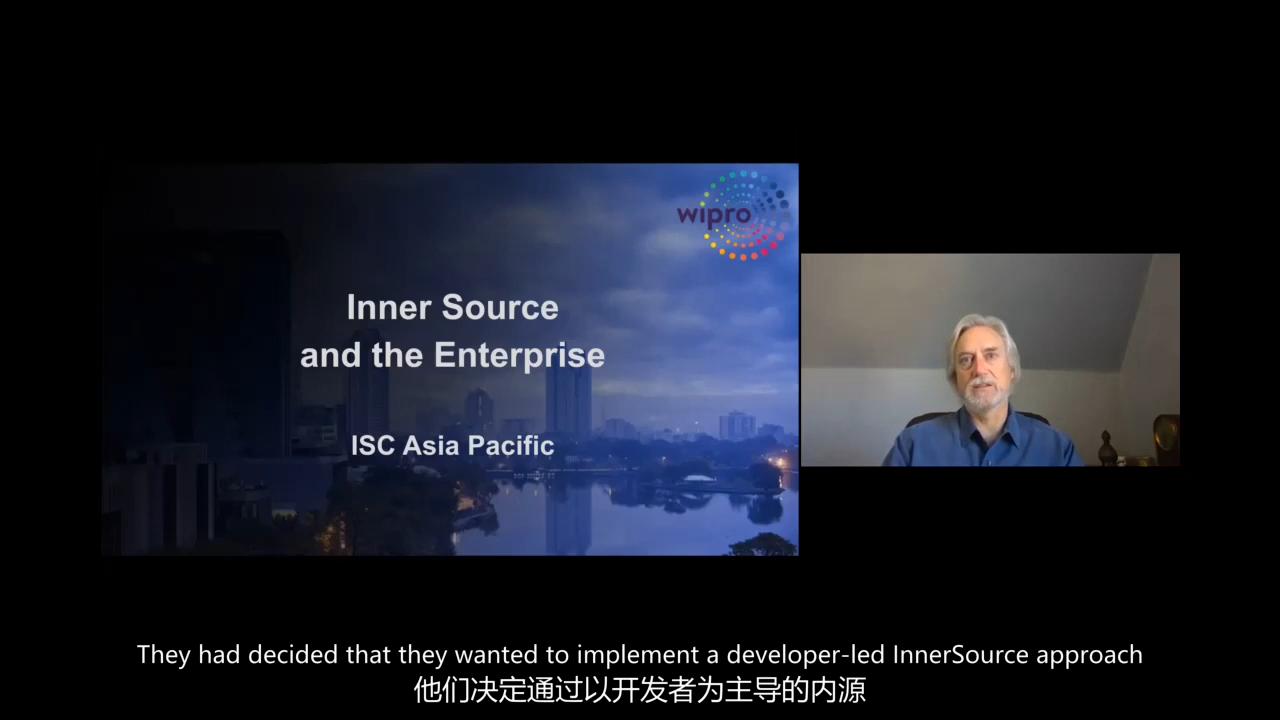 wipro
Inner Source
and the Enterprise
ISC Asia Pacific
They had decided that they wanted to implement a developer-led InnerSource approach
他们决定通过以开发者为主导的内源